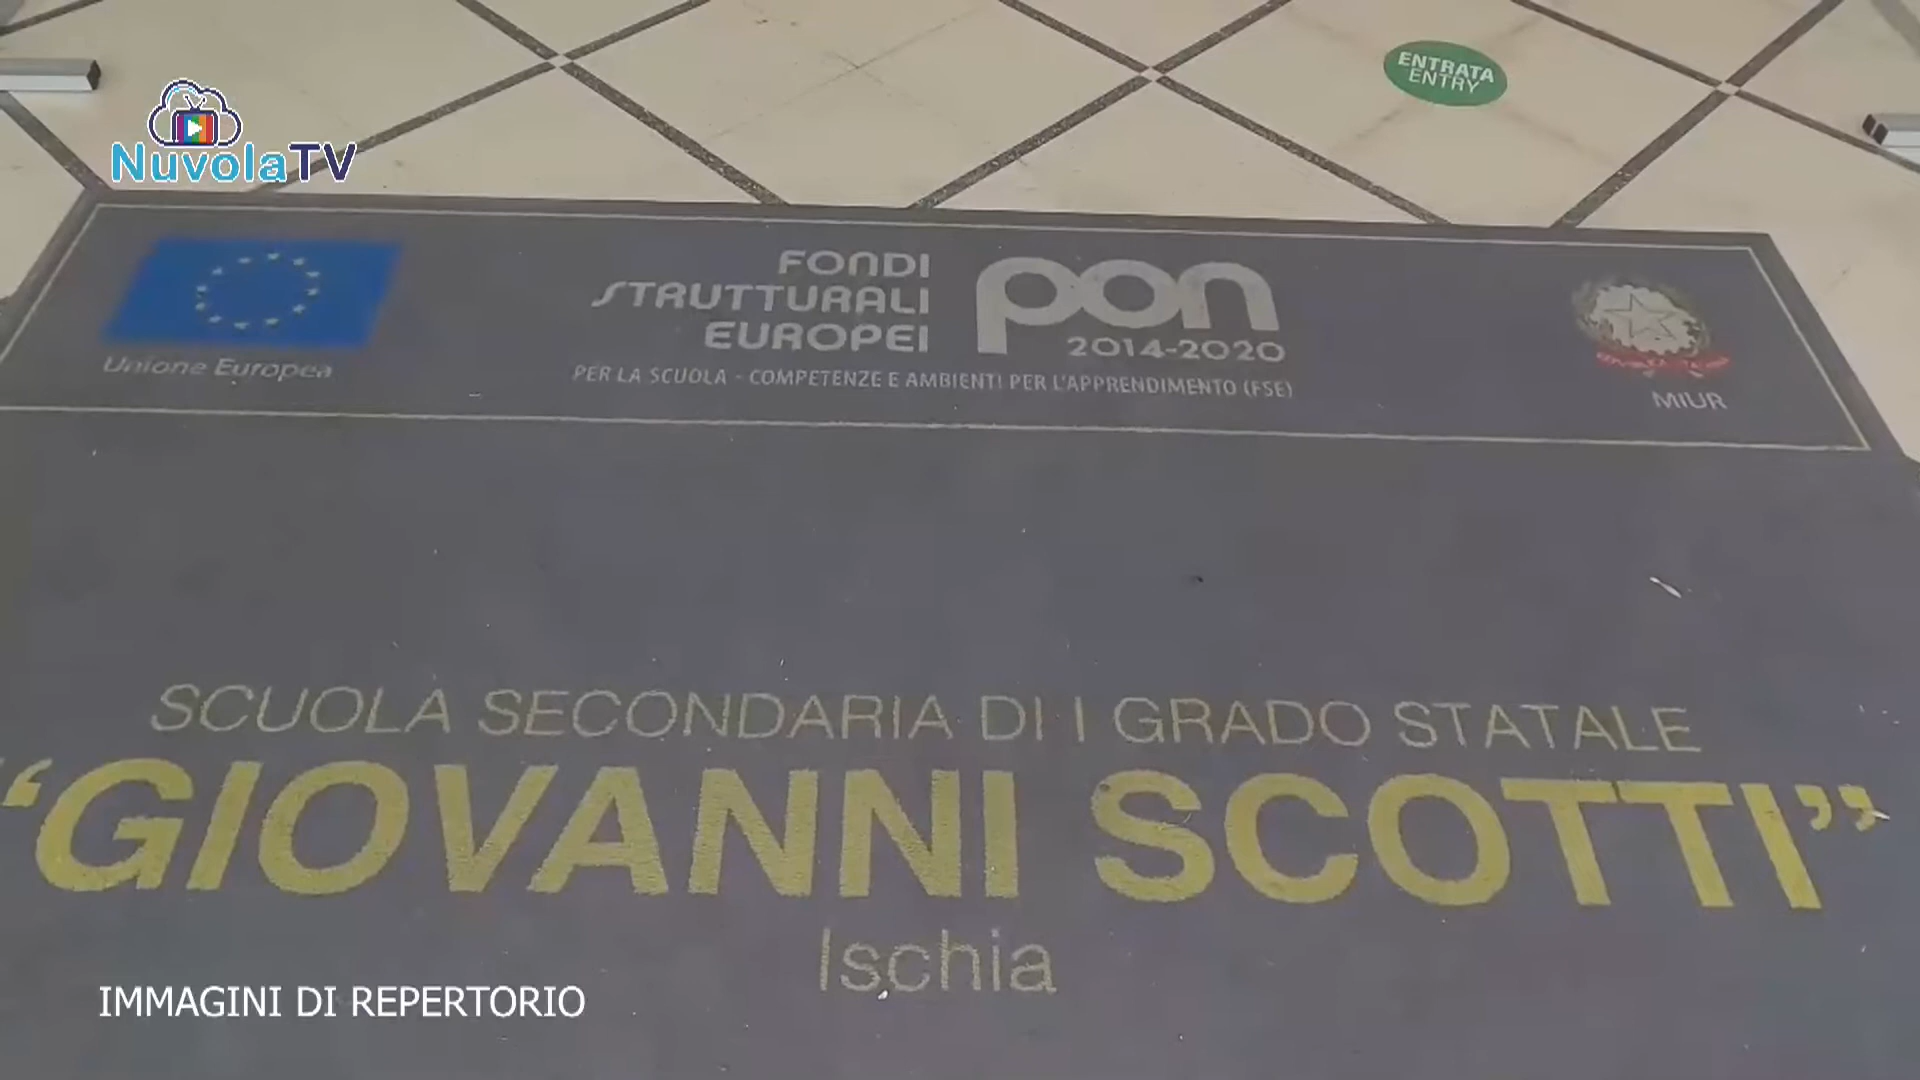 ENTRATA
ENTRY
NuvolaTV
FONDI
STRUTTURALI
EUROPEI
pon
2014-2020
PER LA SCUOLA - COMPETENZE E AMBIENTI PER L'APPRENDIMENTO (FSE)
Unione Europea
MIUR
SCUOLA SECONDARIA DI I GRADO STATALE
"GIOVANNI SCOTTI"
Ischia
IMMAGINI DI REPERTORIO